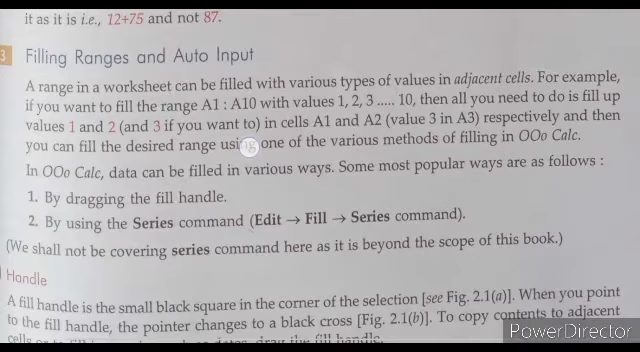 it as it is i.e., 12+75 and not 87.
3 Filling Ranges and Auto Input
A range in a worksheet can be filled with various types of values in adjacent cells. For example,
if you want to fill the range A1 : A10 with values 1, 2, 3 ..... 10, then all you need to do is fill up
values 1 and 2 (and 3 if you want to) in cells A1 and A2 (value 3 in A3) respectively and then
you can fill the desired range using one of the various methods of filling in OOo Calc.
In OOo Calc, data can be filled in various ways. Some most popular ways are as follows :
1. By dragging the fill handle.
2. By using the Series command (Edit → Fill → Series command).
(We shall not be covering series command here as it is beyond the scope of this book.)
Handle
A fill handle is the small black square in the corner of the selection [see Fig. 2.1(a)]. When you point
to the fill handle, the pointer changes to a black cross [Fig. 2.1(b)]. To copy contents to adjacent
PowerDirector